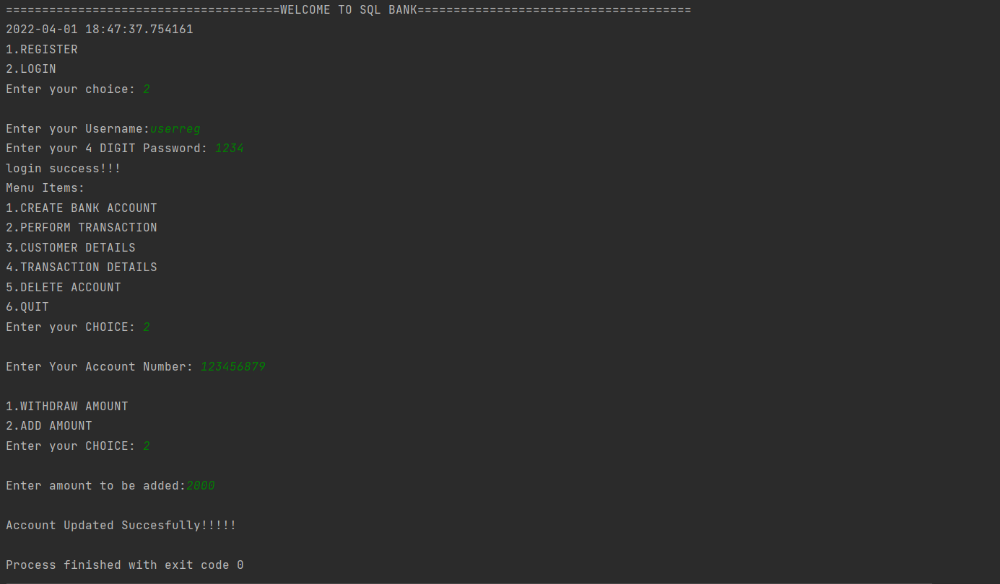 ======================================WELCOME TO SQL BANK======================================
2022-04-01 18:47:37.754161
1.REGISTER
2.LOGIN
Enter your choice: 2
Enter your Username:userreg
Enter your 4 DIGIT Password: 1234
login success!!!
Menu Items:
1.CREATE BANK ACCOUNT
2.PERFORM TRANSACTION
3.CUSTOMER DETAILS
4.TRANSACTION DETAILS
5.DELETE ACCOUNT
6.QUIT
Enter your CHOICE: 2
Enter Your Account Number: 123456879
1.WITHDRAW AMOUNT
2.ADD AMOUNT
Enter your CHOICE: 2
Enter amount to be added:2000
Account Updated Succesfully!!!!!
Process finished with exit code 0